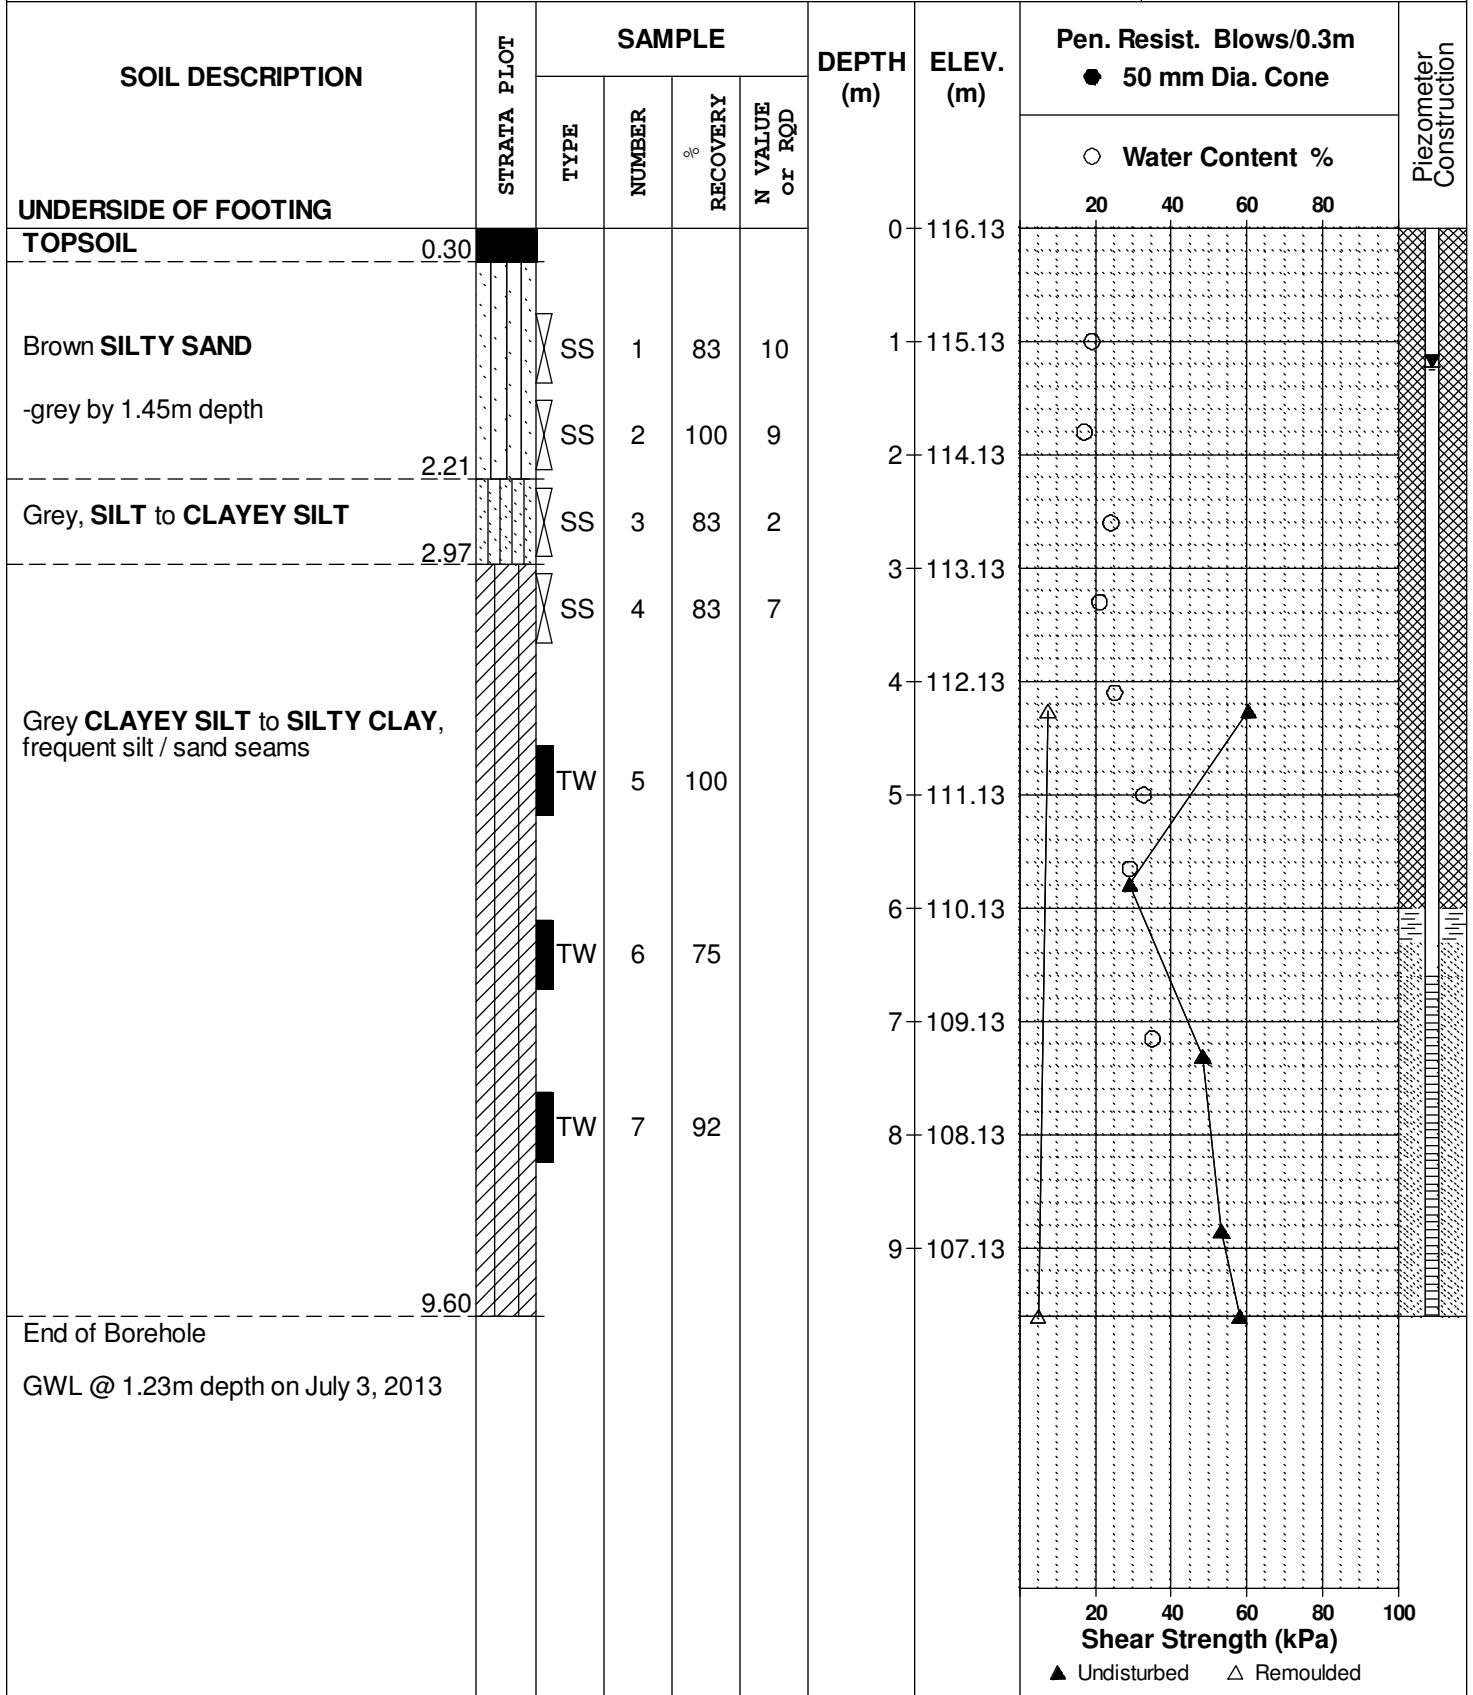 SOIL DESCRIPTION
STRATA PLOT
SAMPLE
TYPE
NUMBER
%
RECOVERY
N VALUE
or RQD
DEPTH
(m)
ELEV.
(m)
Pen. Resist. Blows/0.3m
● 50 mm Dia. Cone
○ Water Content %
20 40 60 80
Piezometer
Construction
UNDERSIDE OF FOOTING
0 116.13
TOPSOIL
0.30
Brown SILTY SAND
SS 1 83 10
1 115.13
-grey by 1.45m depth
SS 2 100 9
2 114.13
2.21
Grey, SILT to CLAYEY SILT
SS 3 83 2
2.97
3 113.13
SS 4 83 7
4 112.13
Grey CLAYEY SILT to SILTY CLAY,
frequent silt / sand seams
TW 5 100
5 111.13
6 110.13
TW 6 75
7 109.13
TW 7 92
8 108.13
9 107.13
9.60
End of Borehole
GWL @ 1.23m depth on July 3, 2013
20 40 60 80 100
Shear Strength (kPa)
▲ Undisturbed △ Remoulded